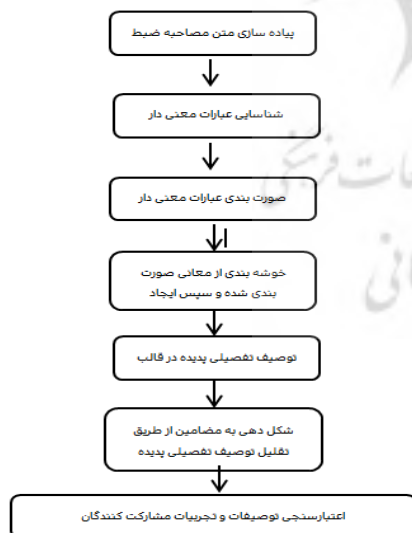 پیاده سازی متن مصاحبه ضبط
شناسایی عبارات معنی دار
صورت بندی عبارات معنی دار
خوشه بندی از معانی صورت
بندی شده و سپس ایجاد
توصیف تفصیلی پدیده در قالب
شکل دهی به مضامین از طریق
تقلیل توصیف تفصیلی پدیده
اعتبارسنجی توصیفات و تجربیات مشارکت کنندگان